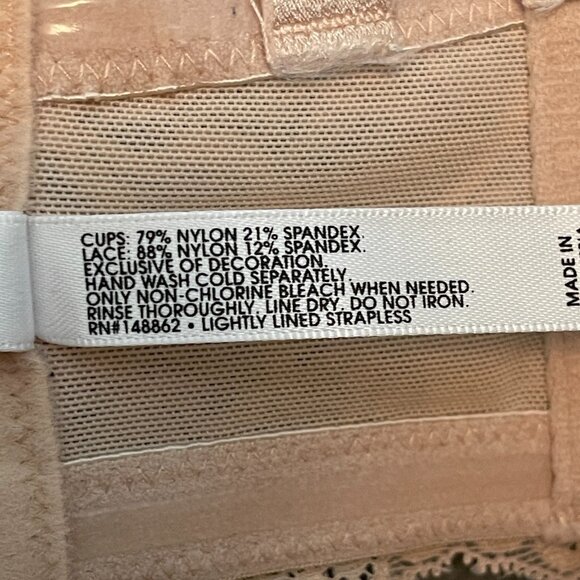 CUPS: 79% NYLON 21% SPANDEX.
LACE: 88% NYLON 12% SPANDEX.
EXCLUSIVE OF DECORATION.
HAND WASH COLD SEPARATELY.
ONLY NON-CHLORINE BLEACH WHEN NEEDED.
RINSE THOROUGHLY. LINE DRY. DO NOT IRON.
RN#148862 • LIGHTLY LINED STRAPLESS
MADE IN